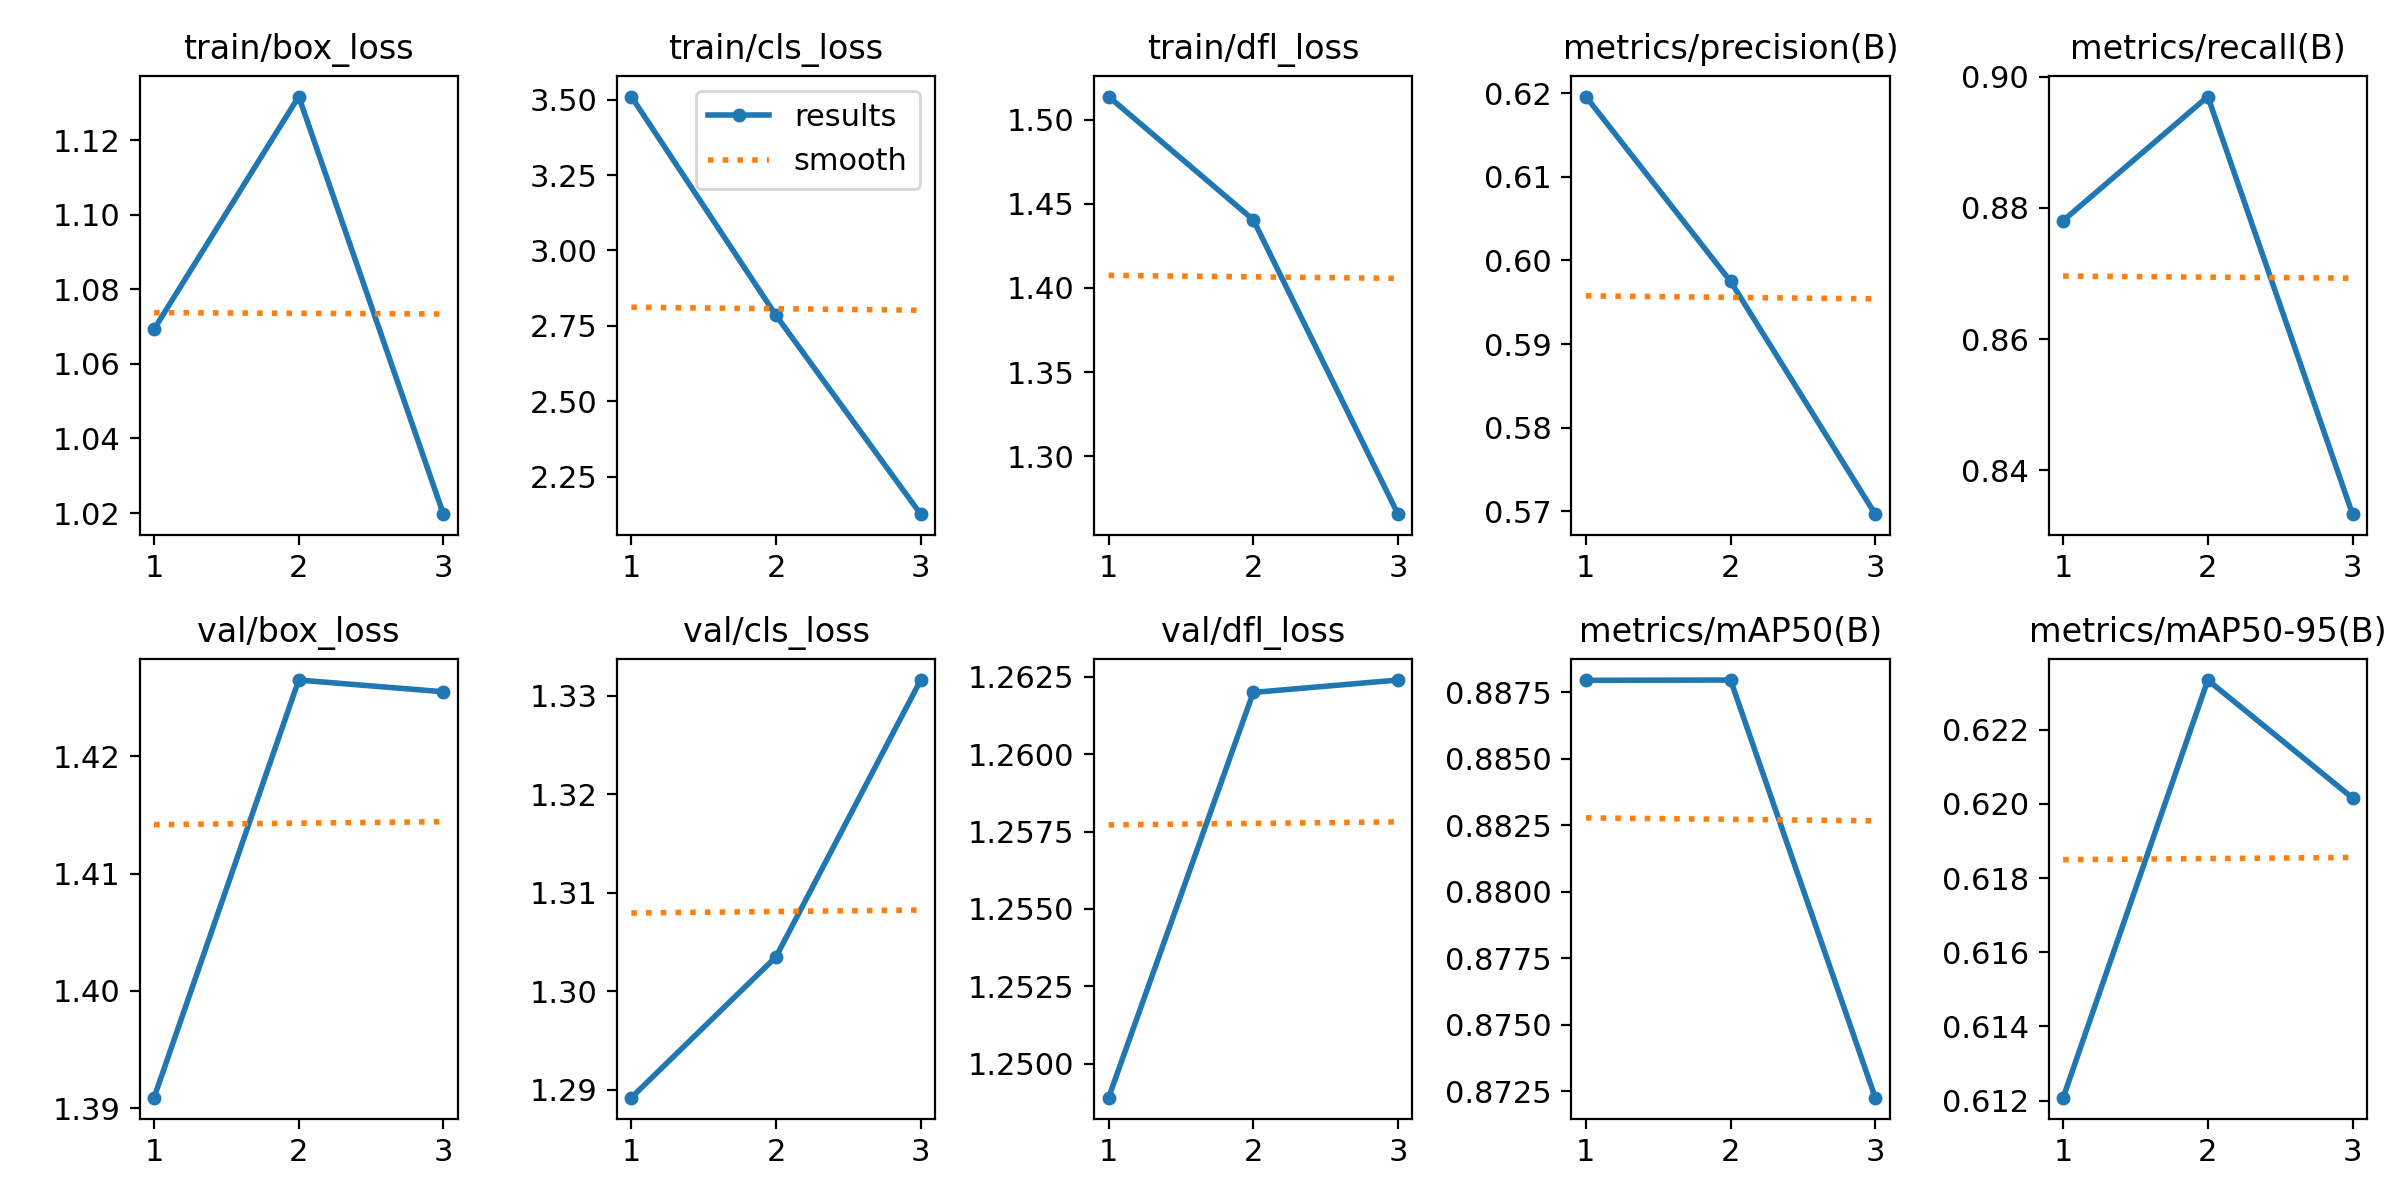 train/box_loss
1.12
1.10
1.08
1.06
1.04
1.02
1 2 3
train/cls_loss
3.50
3.25
3.00
2.75
2.50
2.25
results
smooth
1 2 3
train/dfl_loss
1.50
1.45
1.40
1.35
1.30
1 2 3
metrics/precision(B)
0.62
0.61
0.60
0.59
0.58
0.57
1 2 3
metrics/recall(B)
0.90
0.88
0.86
0.84
1 2 3
val/box_loss
1.42
1.41
1.40
1.39
1 2 3
val/cls_loss
1.33
1.32
1.31
1.30
1.29
1 2 3
val/dfl_loss
1.2625
1.2600
1.2575
1.2550
1.2525
1.2500
1 2 3
metrics/mAP50(B)
0.8875
0.8850
0.8825
0.8800
0.8775
0.8750
0.8725
1 2 3
metrics/mAP50-95(B)
0.622
0.620
0.618
0.616
0.614
0.612
1 2 3